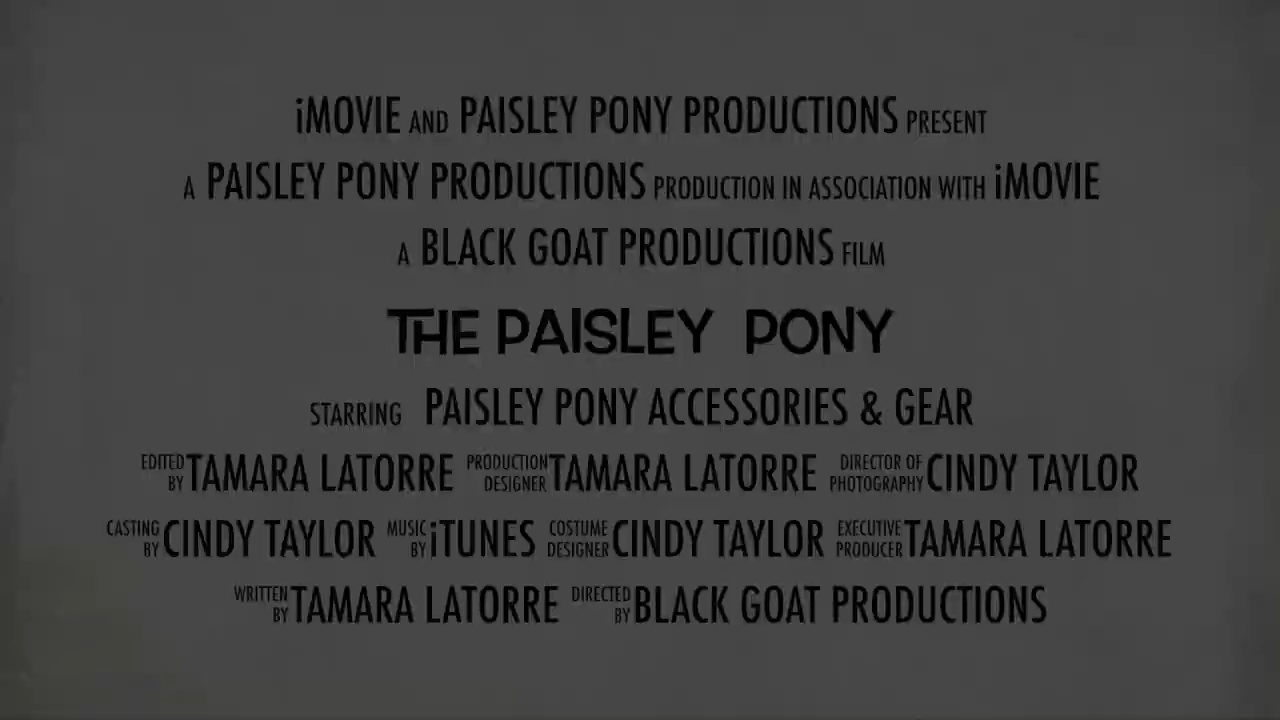 iMOVIE AND PAISLEY PONY PRODUCTIONS PRESENT
A PAISLEY PONY PRODUCTIONS PRODUCTION IN ASSOCIATION WITH iMOVIE
A BLACK GOAT PRODUCTIONS FILM
THE PAISLEY PONY
STARRING PAISLEY PONY ACCESSORIES & GEAR
EDITED BY TAMARA LATORRE PRODUCTION DESIGNER TAMARA LATORRE DIRECTOR OF PHOTOGRAPHY CINDY TAYLOR
CASTING BY CINDY TAYLOR MUSIC BY iTUNES COSTUME DESIGNER CINDY TAYLOR EXECUTIVE PRODUCER TAMARA LATORRE
WRITTEN BY TAMARA LATORRE DIRECTED BY BLACK GOAT PRODUCTIONS